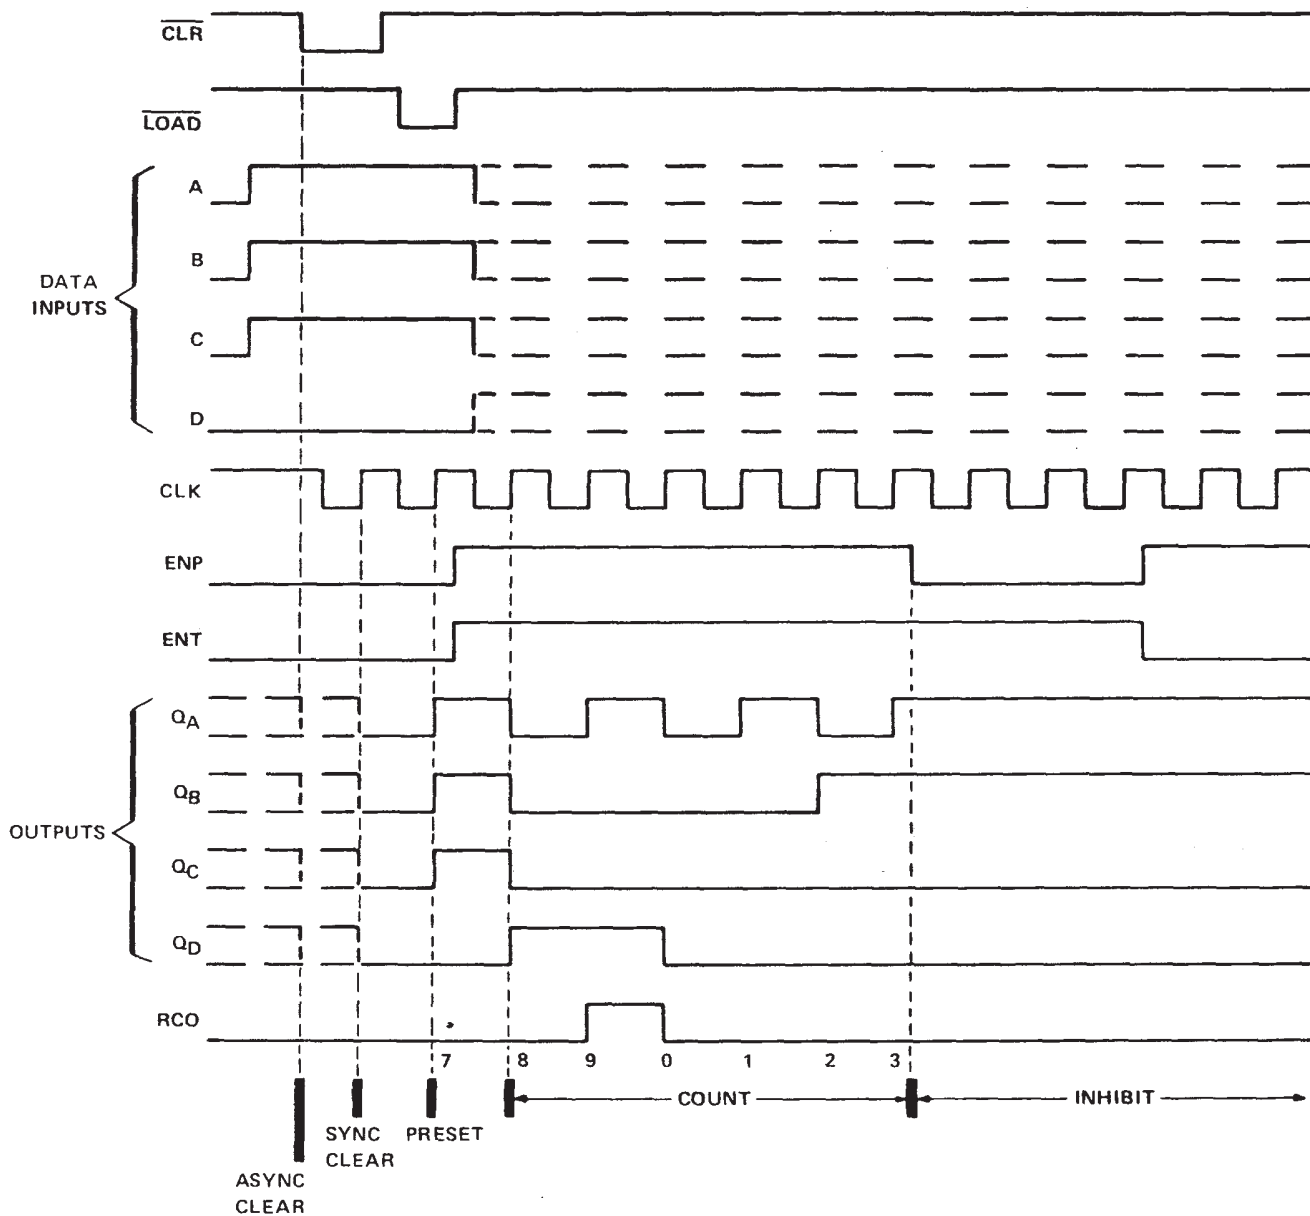 CLR
LOAD
A
B
DATA
INPUTS
C
D
CLK
ENP
ENT
QA
QB
OUTPUTS
QC
QD
RCO
7 8 9 0 1 2 3
COUNT INHIBIT
SYNC PRESET
CLEAR
ASYNC
CLEAR